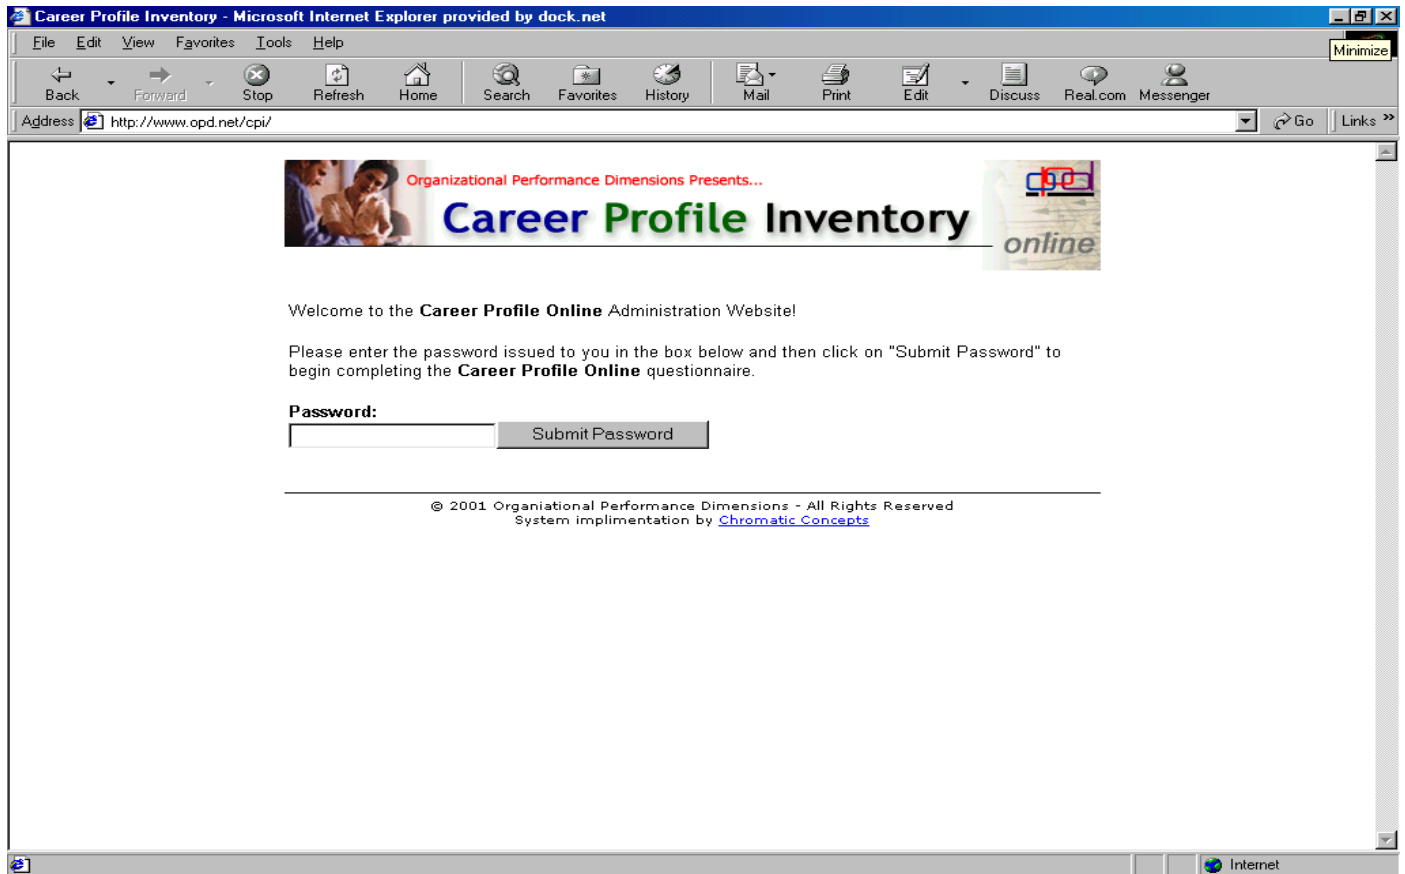 Career Profile Inventory - Microsoft Internet Explorer provided by dock.net
File Edit View Favorites Tools Help
Minimize
Back Forward Stop Refresh Home Search Favorites History Mail Print Edit Discuss Real.com Messenger
Address http://www.opd.net/cpi/ Go Links »
Organizational Performance Dimensions Presents...
Career Profile Inventory
opd
online
Welcome to the Career Profile Online Administration Website!
Please enter the password issued to you in the box below and then click on "Submit Password" to
begin completing the Career Profile Online questionnaire.
Password:
Submit Password
© 2001 Organiational Performance Dimensions - All Rights Reserved
System implimentation by Chromatic Concepts
Internet